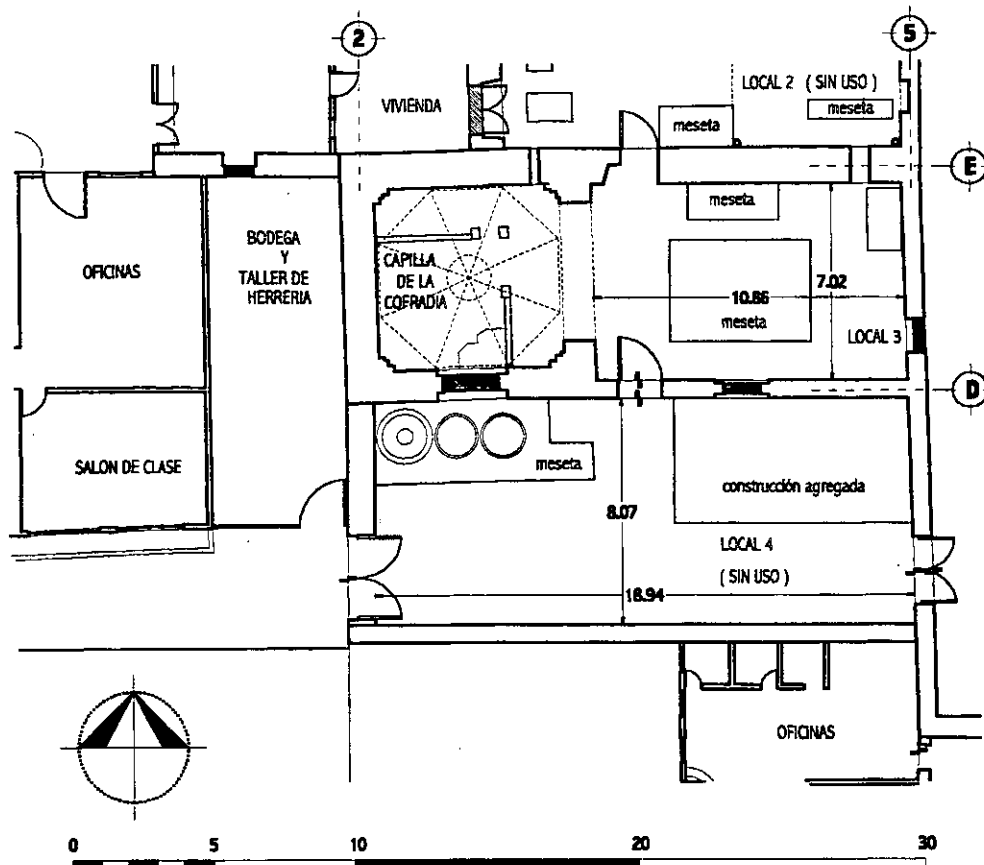 2
5
VIVIENDA
LOCAL 2 ( SIN USO )
meseta
meseta
E
OFICINAS
BODEGA
Y
TALLER DE
HERRERIA
CAPILLA
DE LA
COFRADIA
meseta
7.02
10.86
meseta
LOCAL 3
D
SALON DE CLASE
meseta
construcción agregada
8.07
LOCAL 4
( SIN USO )
18.94
OFICINAS
0 5 10 20 30